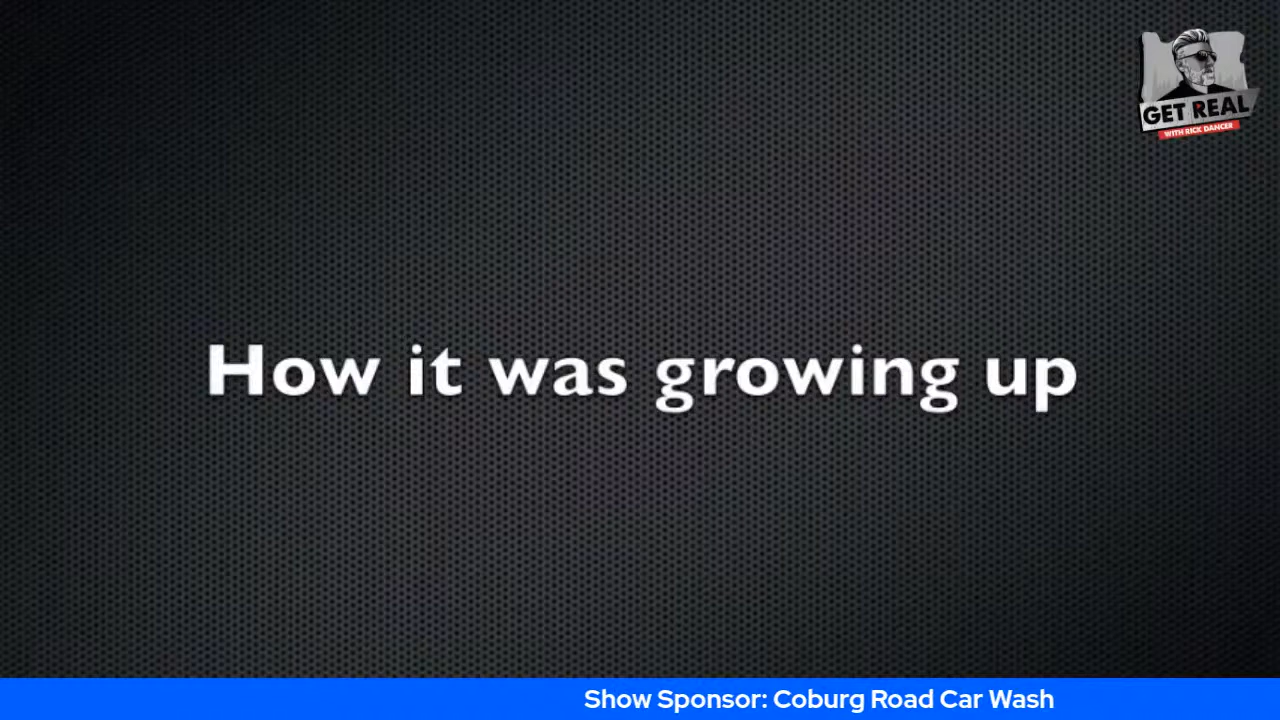 GET REAL
WITH RICK DANCER
How it was growing up
Show Sponsor: Coburg Road Car Wash